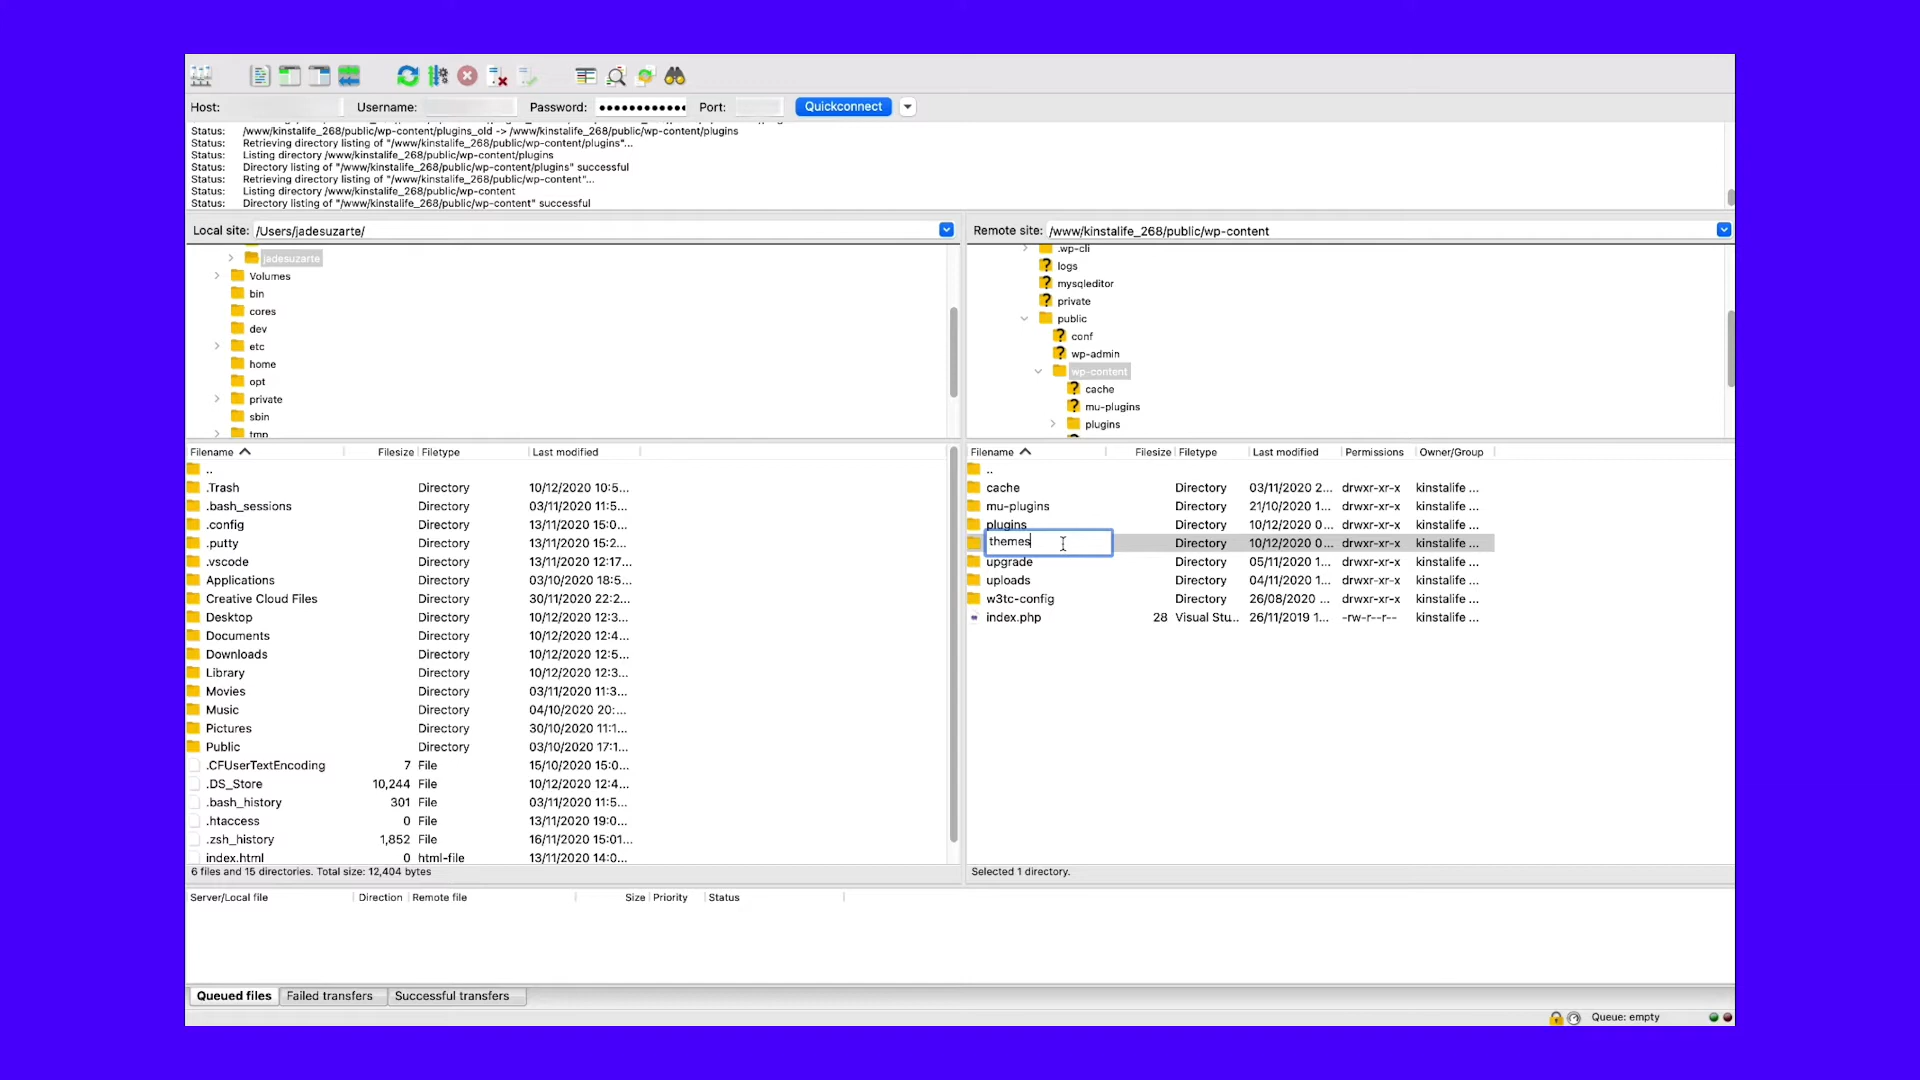 Host: Username: Password: •••••••••••• Port: Quickconnect
Status: /www/kinstalife_268/public/wp-content/plugins_old -> /www/kinstalife_268/public/wp-content/plugins
Status: Retrieving directory listing of "/www/kinstalife_268/public/wp-content/plugins"...
Status: Listing directory /www/kinstalife_268/public/wp-content/plugins
Status: Directory listing of "/www/kinstalife_268/public/wp-content/plugins" successful
Status: Retrieving directory listing of "/www/kinstalife_268/public/wp-content"...
Status: Listing directory /www/kinstalife_268/public/wp-content
Status: Directory listing of "/www/kinstalife_268/public/wp-content" successful
Local site: /Users/jadesuzarte/
jadesuzarte
Volumes
bin
cores
dev
etc
home
opt
private
sbin
tmp
Remote site: /www/kinstalife_268/public/wp-content
.wp-cli
logs
mysqleditor
private
public
conf
wp-admin
wp-content
cache
mu-plugins
plugins
Filename Filesize Filetype Last modified
..
.Trash Directory 10/12/2020 10:5...
.bash_sessions Directory 03/11/2020 11:5...
.config Directory 13/11/2020 15:0...
.putty Directory 13/11/2020 15:2...
.vscode Directory 13/11/2020 12:17...
Applications Directory 03/10/2020 18:5...
Creative Cloud Files Directory 30/11/2020 22:2...
Desktop Directory 10/12/2020 12:3...
Documents Directory 10/12/2020 12:4...
Downloads Directory 10/12/2020 12:5...
Library Directory 10/12/2020 12:3...
Movies Directory 03/11/2020 11:3...
Music Directory 04/10/2020 20:...
Pictures Directory 30/10/2020 11:1...
Public Directory 03/10/2020 17:1...
.CFUserTextEncoding 7 File 15/10/2020 15:0...
.DS_Store 10,244 File 10/12/2020 12:4...
.bash_history 301 File 03/11/2020 11:5...
.htaccess 0 File 13/11/2020 19:0...
.zsh_history 1,852 File 16/11/2020 15:01...
index.html 0 html-file 13/11/2020 14:0...
6 files and 15 directories. Total size: 12,404 bytes
Filename Filesize Filetype Last modified Permissions Owner/Group
..
cache Directory 03/11/2020 2... drwxr-xr-x kinstalife ...
mu-plugins Directory 21/10/2020 1... drwxr-xr-x kinstalife ...
plugins Directory 10/12/2020 0... drwxr-xr-x kinstalife ...
themes Directory 10/12/2020 0... drwxr-xr-x kinstalife ...
upgrade Directory 05/11/2020 1... drwxr-xr-x kinstalife ...
uploads Directory 04/11/2020 1... drwxr-xr-x kinstalife ...
w3tc-config Directory 26/08/2020 ... drwxr-xr-x kinstalife ...
index.php 28 Visual Stu... 26/11/2019 1... -rw-r--r-- kinstalife ...
Selected 1 directory.
Server/Local file Direction Remote file Size Priority Status
Queued files Failed transfers Successful transfers
Queue: empty